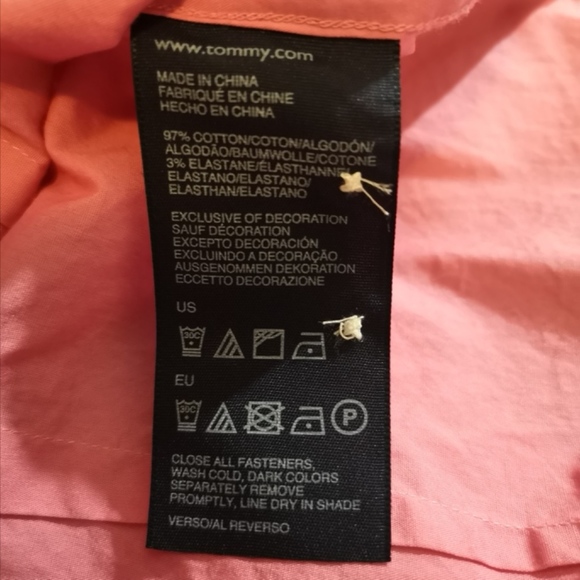 www.tommy.com
MADE IN CHINA
FABRIQUÉ EN CHINE
HECHO EN CHINA
97% COTTON/COTON/ALGODÓN/
ALGODÃO/BAUMWOLLE/COTONE
3% ELASTANE/ÉLASTHANNE/
ELASTANO/ELASTANO/
ELASTHAN/ELASTANO
EXCLUSIVE OF DECORATION
SAUF DÉCORATION
EXCEPTO DECORACIÓN
EXCLUINDO A DECORAÇÃO
AUSGENOMMEN DEKORATION
ECCETTO DECORAZIONE
US
30C
EU
30C P
CLOSE ALL FASTENERS,
WASH COLD, DARK COLORS
SEPARATELY REMOVE
PROMPTLY, LINE DRY IN SHADE
VERSO/AL REVERSO